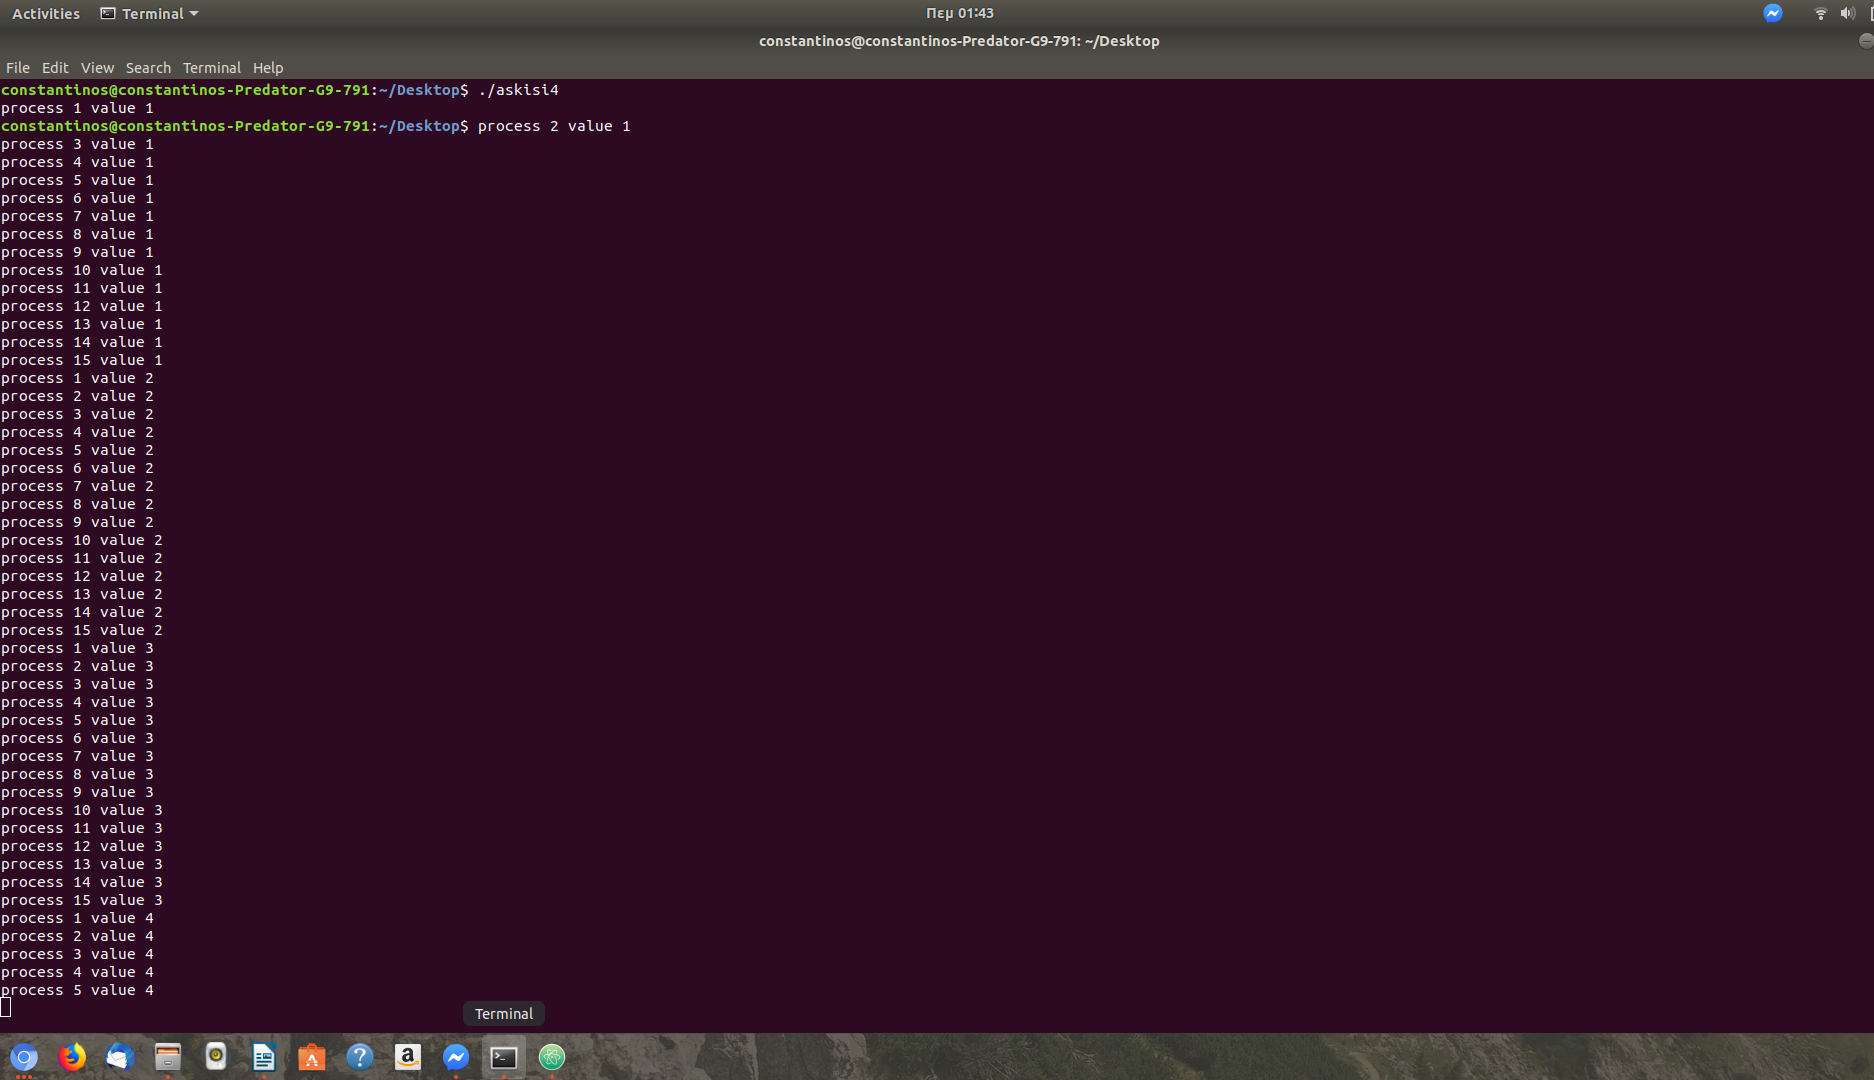 Activities Terminal Πεμ 01:43
constantinos@constantinos-Predator-G9-791: ~/Desktop
File Edit View Search Terminal Help
constantinos@constantinos-Predator-G9-791:~/Desktop$ ./askisi4
process 1 value 1
constantinos@constantinos-Predator-G9-791:~/Desktop$ process 2 value 1
process 3 value 1
process 4 value 1
process 5 value 1
process 6 value 1
process 7 value 1
process 8 value 1
process 9 value 1
process 10 value 1
process 11 value 1
process 12 value 1
process 13 value 1
process 14 value 1
process 15 value 1
process 1 value 2
process 2 value 2
process 3 value 2
process 4 value 2
process 5 value 2
process 6 value 2
process 7 value 2
process 8 value 2
process 9 value 2
process 10 value 2
process 11 value 2
process 12 value 2
process 13 value 2
process 14 value 2
process 15 value 2
process 1 value 3
process 2 value 3
process 3 value 3
process 4 value 3
process 5 value 3
process 6 value 3
process 7 value 3
process 8 value 3
process 9 value 3
process 10 value 3
process 11 value 3
process 12 value 3
process 13 value 3
process 14 value 3
process 15 value 3
process 1 value 4
process 2 value 4
process 3 value 4
process 4 value 4
process 5 value 4
Terminal